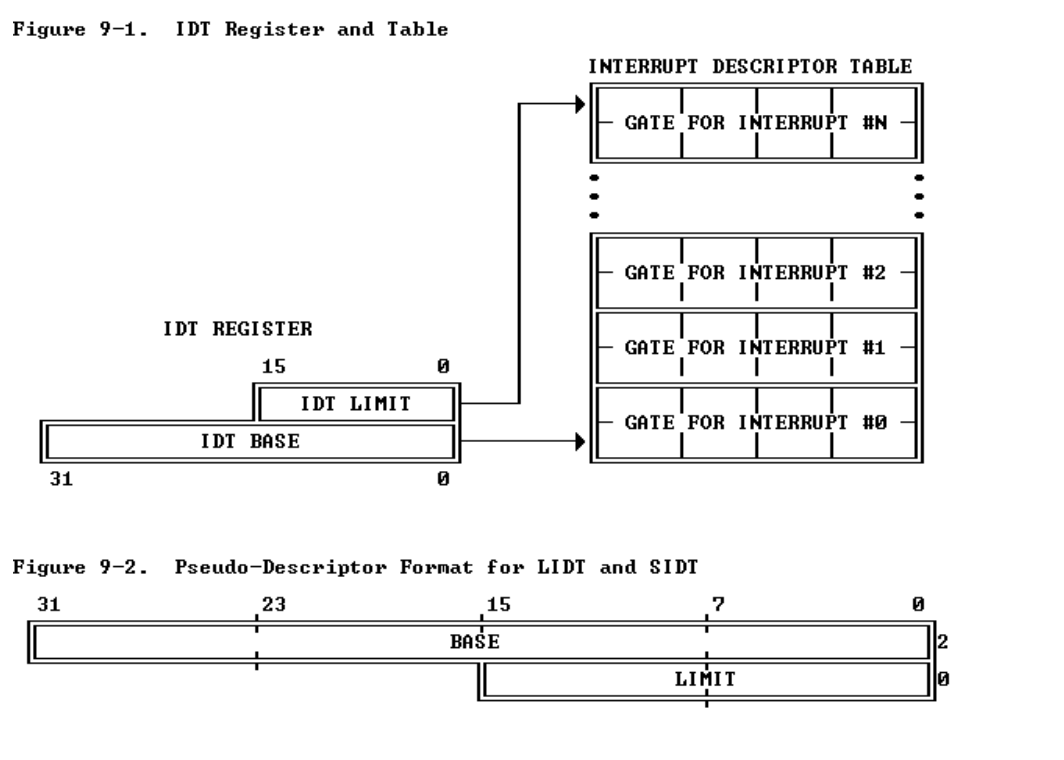 Figure 9-1.  IDT Register and Table
INTERRUPT DESCRIPTOR TABLE
GATE FOR INTERRUPT #N
GATE FOR INTERRUPT #2
IDT REGISTER
GATE FOR INTERRUPT #1
15 0
IDT LIMIT
GATE FOR INTERRUPT #0
IDT BASE
31 0
Figure 9-2.  Pseudo-Descriptor Format for LIDT and SIDT
31 23 15 7 0
BASE 2
LIMIT 0